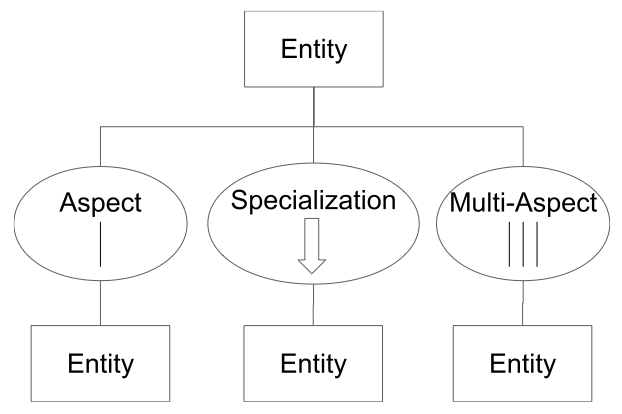 Entity
Aspect
Specialization
Multi-Aspect
Entity
Entity
Entity